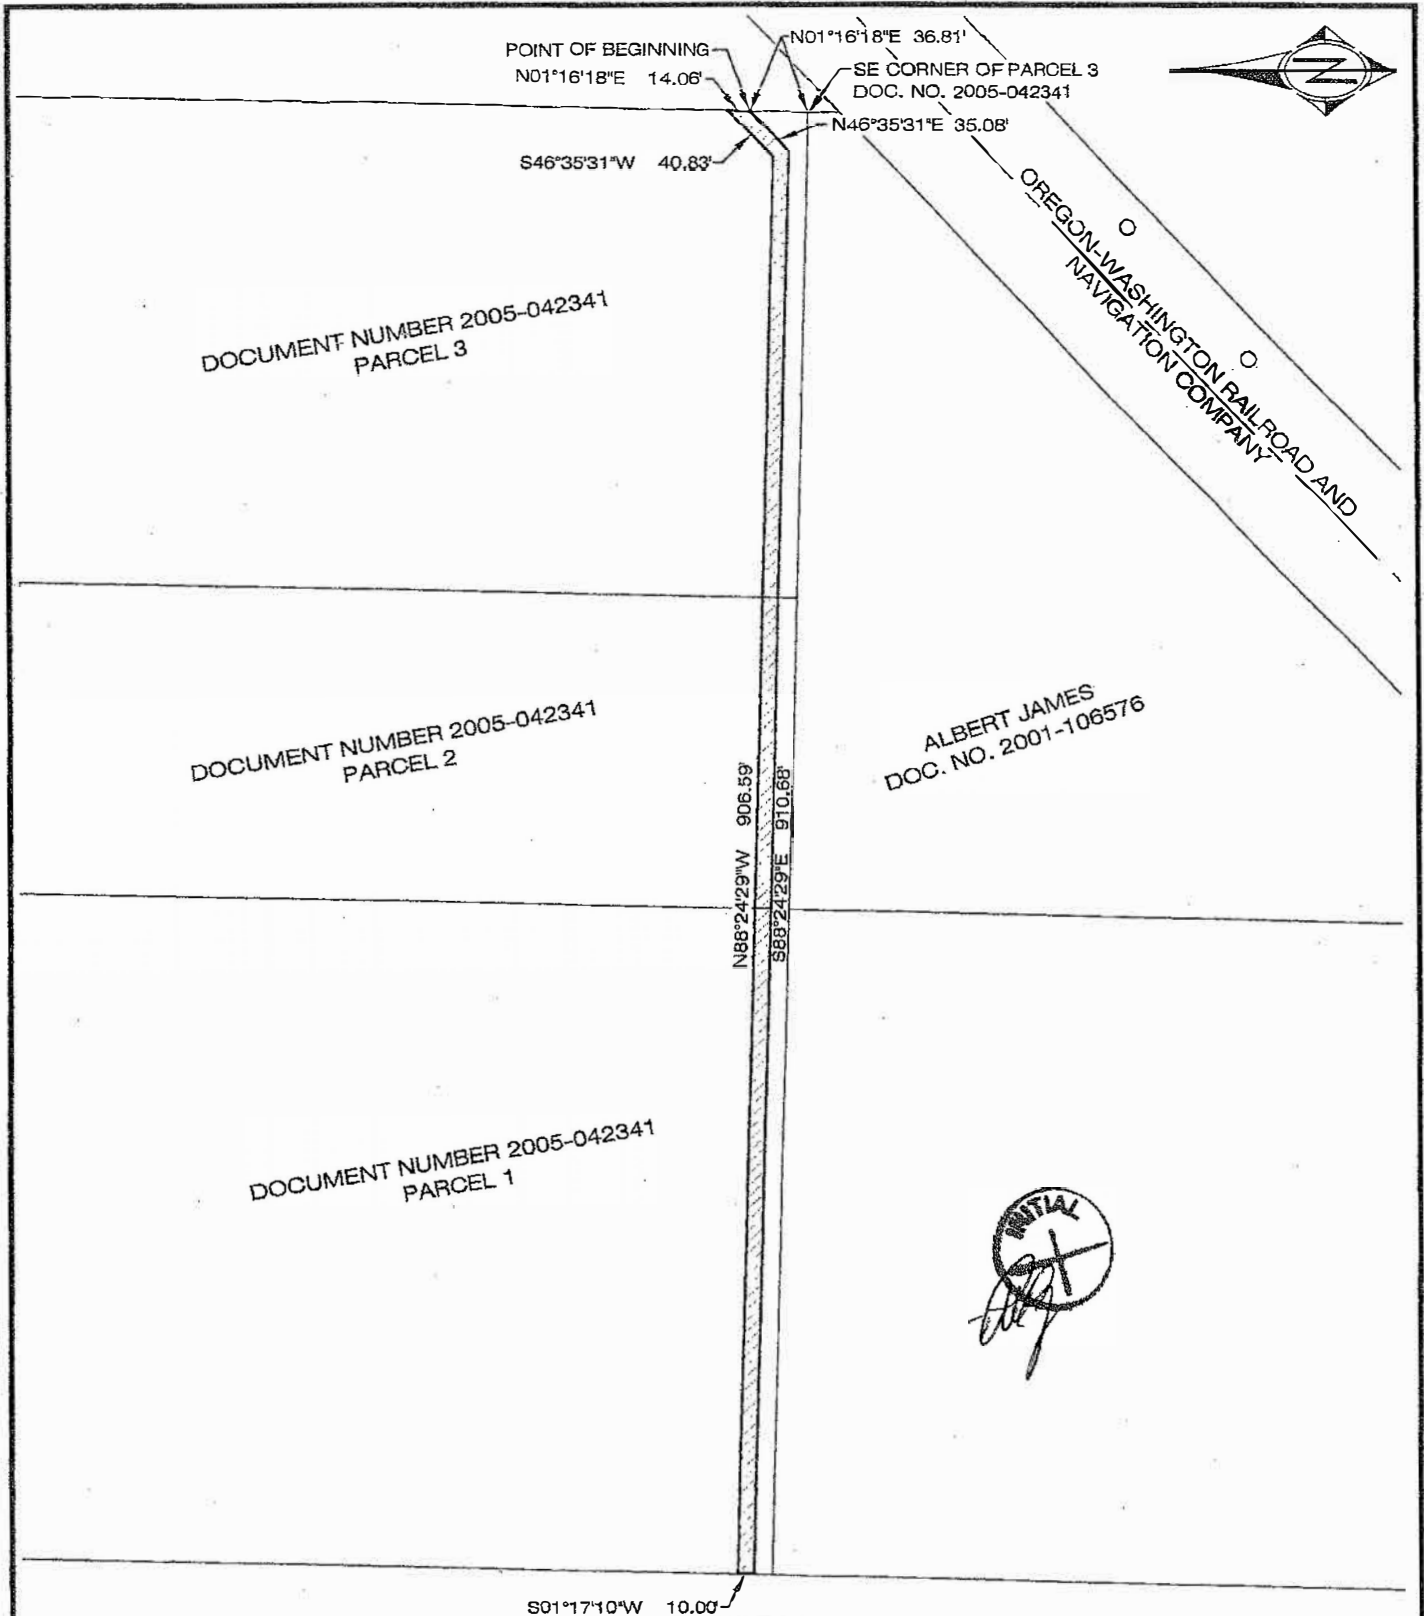 POINT OF BEGINNING
N01°16'18"E 14.06'
N01°16'18"E 36.81'
SE CORNER OF PARCEL 3
DOC. NO. 2005-042341
N46°35'31"E 35.08'
S46°35'31"W 40.83'
N
OREGON-WASHINGTON RAILROAD AND
NAVIGATION COMPANY
DOCUMENT NUMBER 2005-042341
PARCEL 3
DOCUMENT NUMBER 2005-042341
PARCEL 2
ALBERT JAMES
DOC. NO. 2001-106576
N88°24'29"W 906.59'
S88°24'29"E 910.68'
DOCUMENT NUMBER 2005-042341
PARCEL 1
INITIAL
S01°17'10"W 10.00'